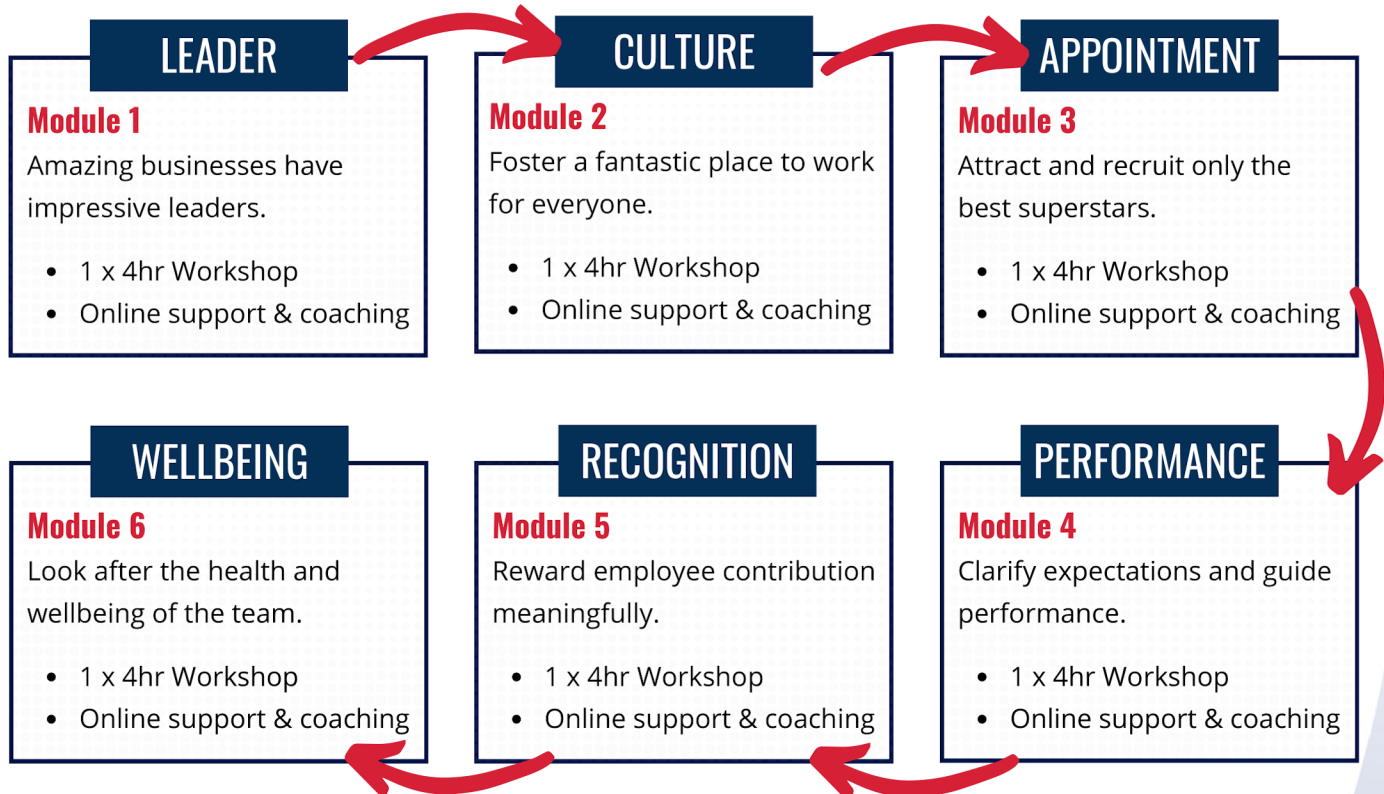 LEADER
Module 1
Amazing businesses have
impressive leaders.
• 1 x 4hr Workshop
• Online support & coaching
CULTURE
Module 2
Foster a fantastic place to work
for everyone.
• 1 x 4hr Workshop
• Online support & coaching
APPOINTMENT
Module 3
Attract and recruit only the
best superstars.
• 1 x 4hr Workshop
• Online support & coaching
PERFORMANCE
Module 4
Clarify expectations and guide
performance.
• 1 x 4hr Workshop
• Online support & coaching
RECOGNITION
Module 5
Reward employee contribution
meaningfully.
• 1 x 4hr Workshop
• Online support & coaching
WELLBEING
Module 6
Look after the health and
wellbeing of the team.
• 1 x 4hr Workshop
• Online support & coaching